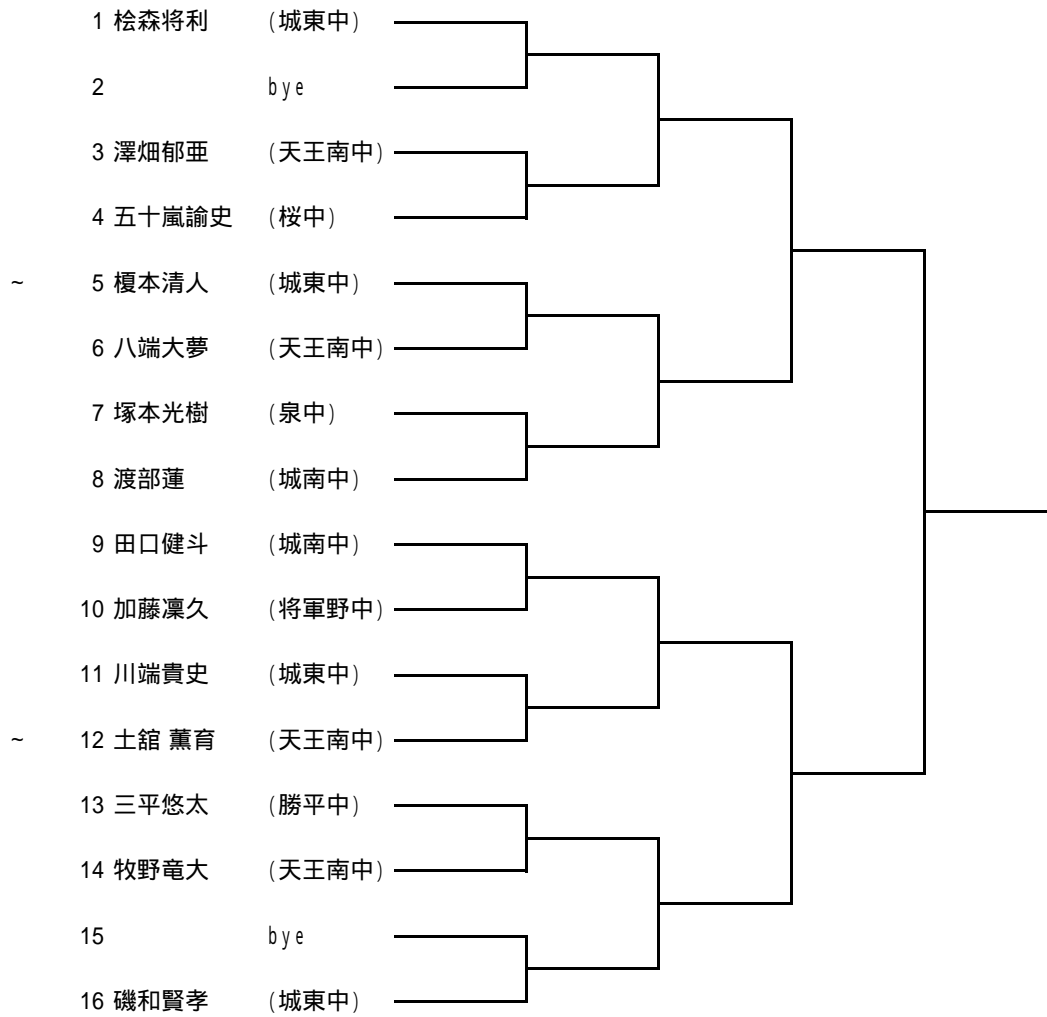 1 桧森将利 (城東中)
2 bye
3 澤畑郁亜 (天王南中)
4 五十嵐諭史 (桜中)
~ 5 榎本清人 (城東中)
6 八端大夢 (天王南中)
7 塚本光樹 (泉中)
8 渡部蓮 (城南中)
9 田口健斗 (城南中)
10 加藤凜久 (将軍野中)
11 川端貴史 (城東中)
~ 12 土舘 薫育 (天王南中)
13 三平悠太 (勝平中)
14 牧野竜大 (天王南中)
15 bye
16 磯和賢孝 (城東中)